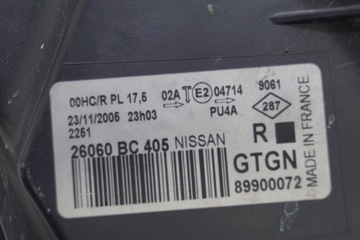 00HC/R PL 17,5 02A T E2 04714 9061
PU4A 287
23/11/2005 23h03
2251 R
26060 BC 405 NISSAN
GTGN
89900072
MADE IN FRANCE